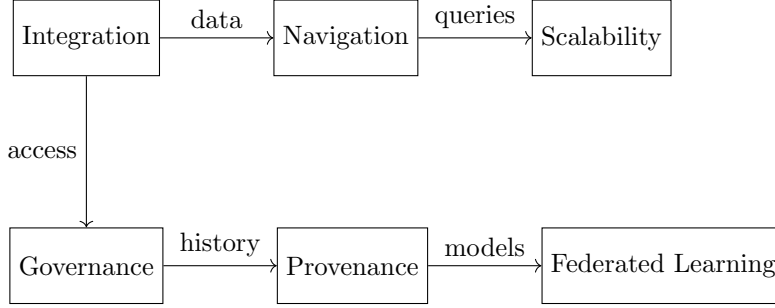 Integration
data
Navigation
queries
Scalability
access
Governance
history
Provenance
models
Federated Learning